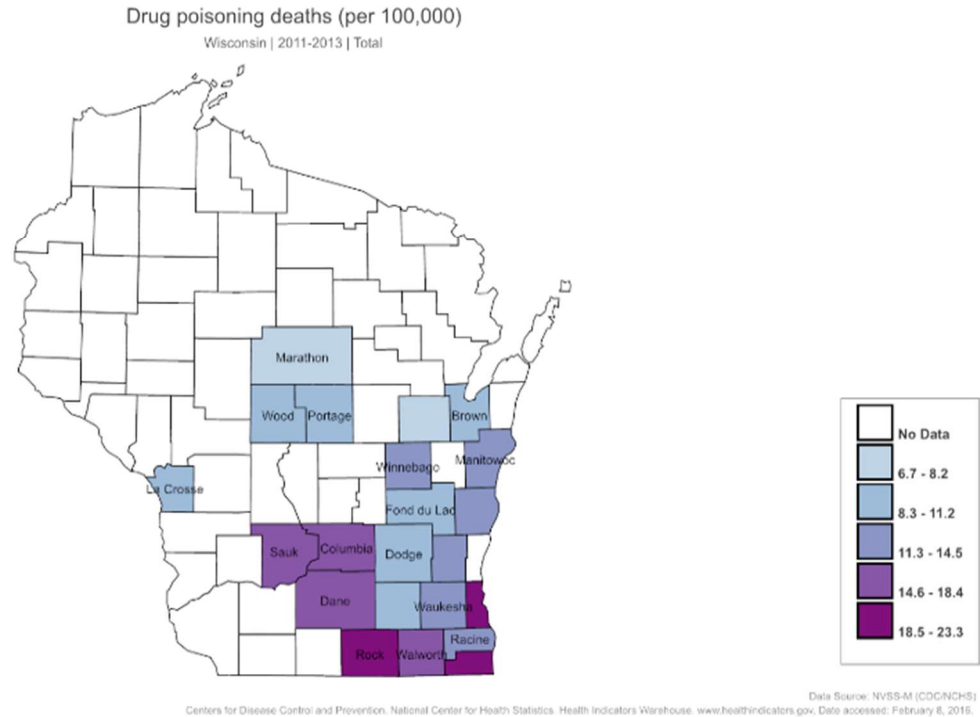 Drug poisoning deaths (per 100,000)
Wisconsin | 2011-2013 | Total
Marathon
Wood
Portage
Brown
Winnebago
Manitowoc
La Crosse
Fond du Lac
Sauk
Columbia
Dodge
Dane
Waukesha
Racine
Rock
Walworth
No Data
6.7 - 8.2
8.3 - 11.2
11.3 - 14.5
14.6 - 18.4
18.5 - 23.3
Data Source: NVSS-M (CDC/NCHS)
Centers for Disease Control and Prevention. National Center for Health Statistics. Health Indicators Warehouse. www.healthindicators.gov. Date accessed: February 8, 2016.